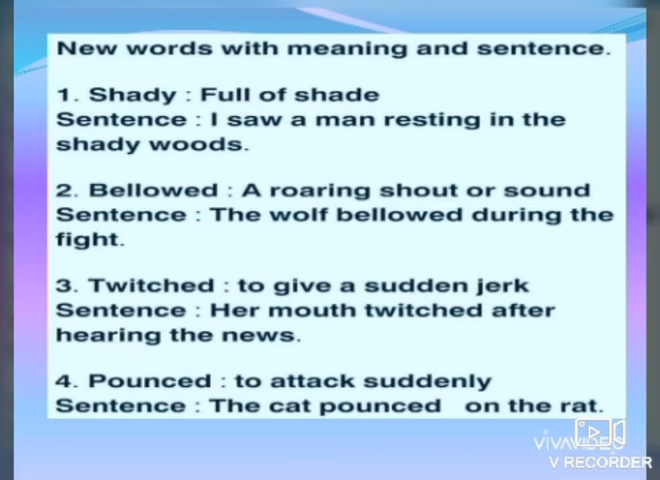 New words with meaning and sentence.
1. Shady : Full of shade
Sentence : I saw a man resting in the
shady woods.
2. Bellowed : A roaring shout or sound
Sentence : The wolf bellowed during the
fight.
3. Twitched : to give a sudden jerk
Sentence : Her mouth twitched after
hearing the news.
4. Pounced : to attack suddenly
Sentence : The cat pounced on the rat.
VIVAVIDEO
V RECORDER